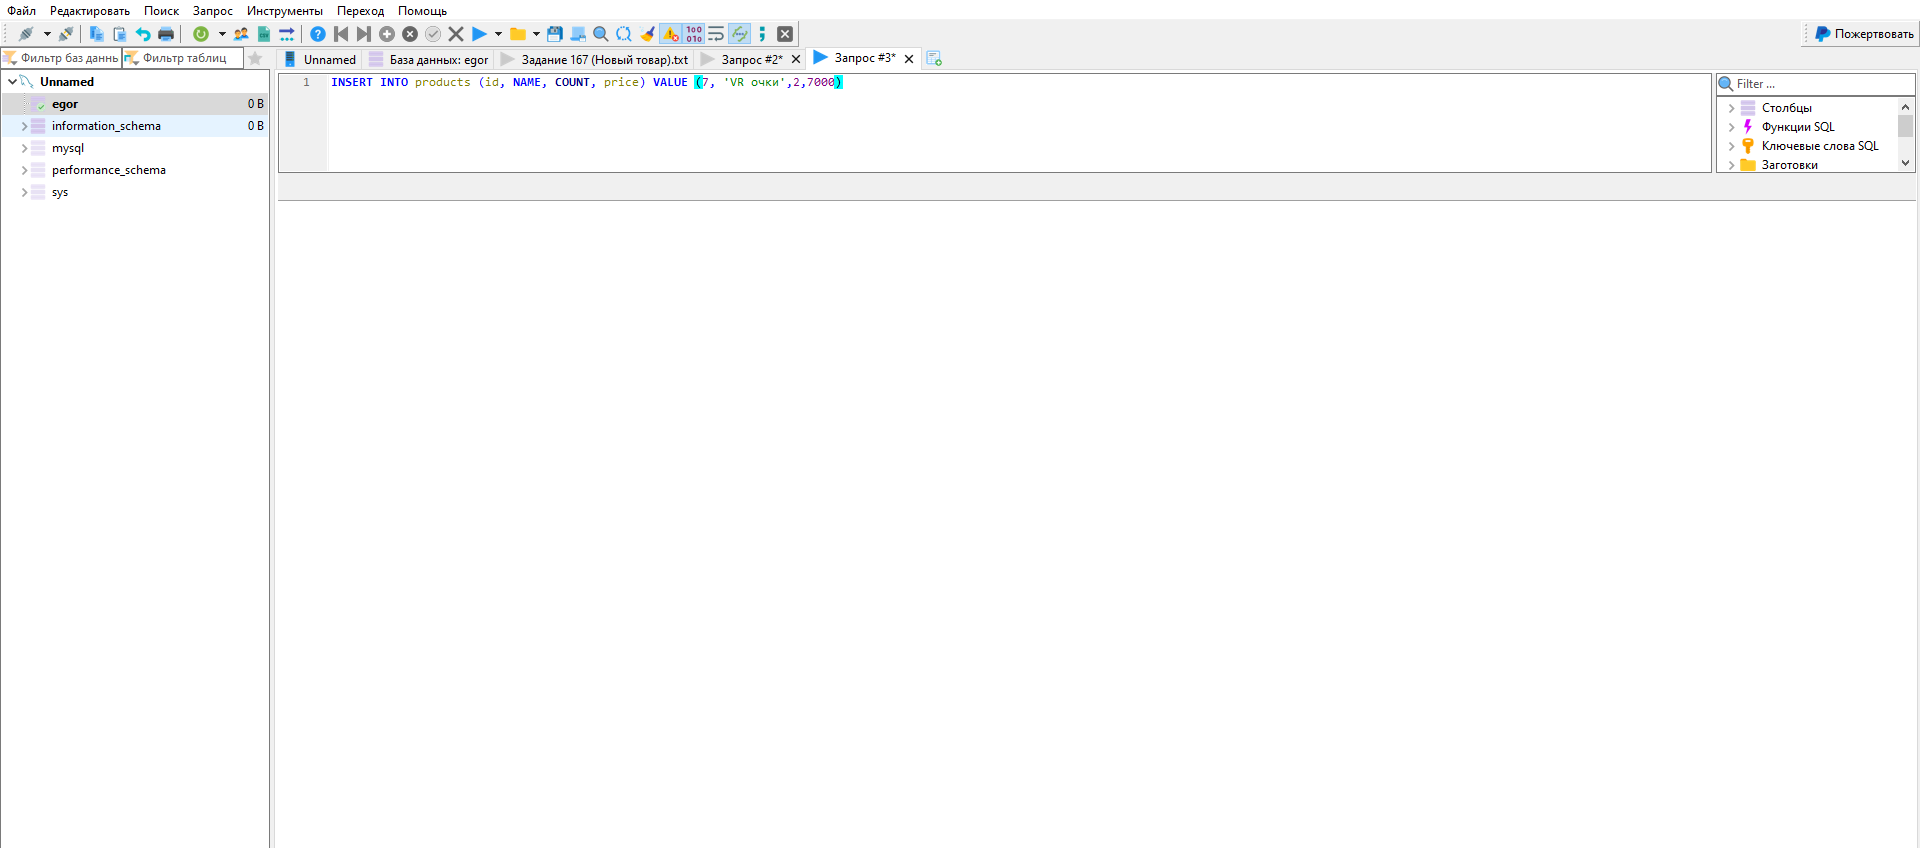 Файл Редактировать Поиск Запрос Инструменты Переход Помощь
Пожертвовать
Фильтр баз даннь Фильтр таблиц
Unnamed База данных: egor Задание 167 (Новый товар).txt Запрос #2* Запрос #3*
Unnamed
egor 0 B
information_schema 0 B
mysql
performance_schema
sys
1 INSERT INTO products (id, NAME, COUNT, price) VALUE (7, 'VR очки',2,7000)
Filter ...
Столбцы
Функции SQL
Ключевые слова SQL
Заготовки